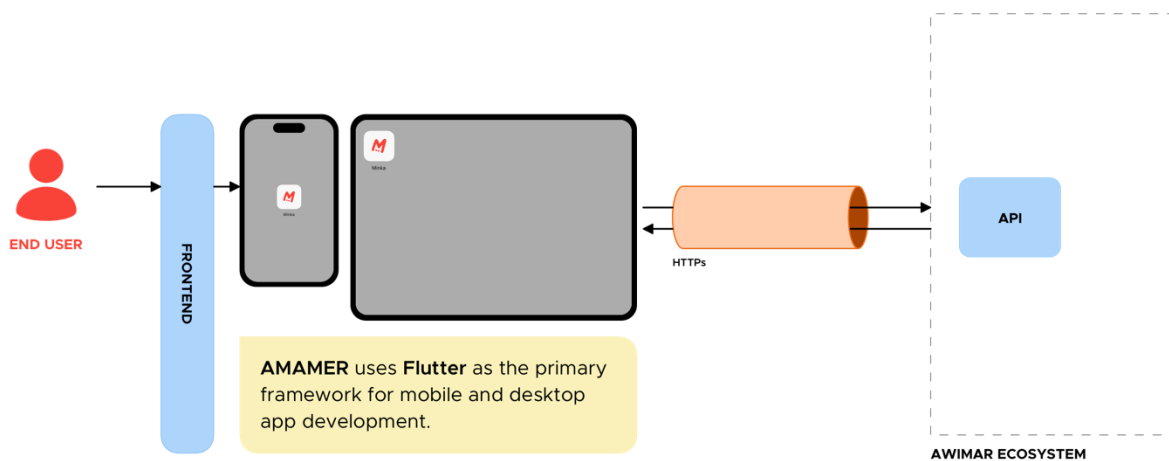 END USER
FRONTEND
M
Minka
M
Minka
AMAMER uses Flutter as the primary
framework for mobile and desktop
app development.
HTTPs
API
AWIMAR ECOSYSTEM